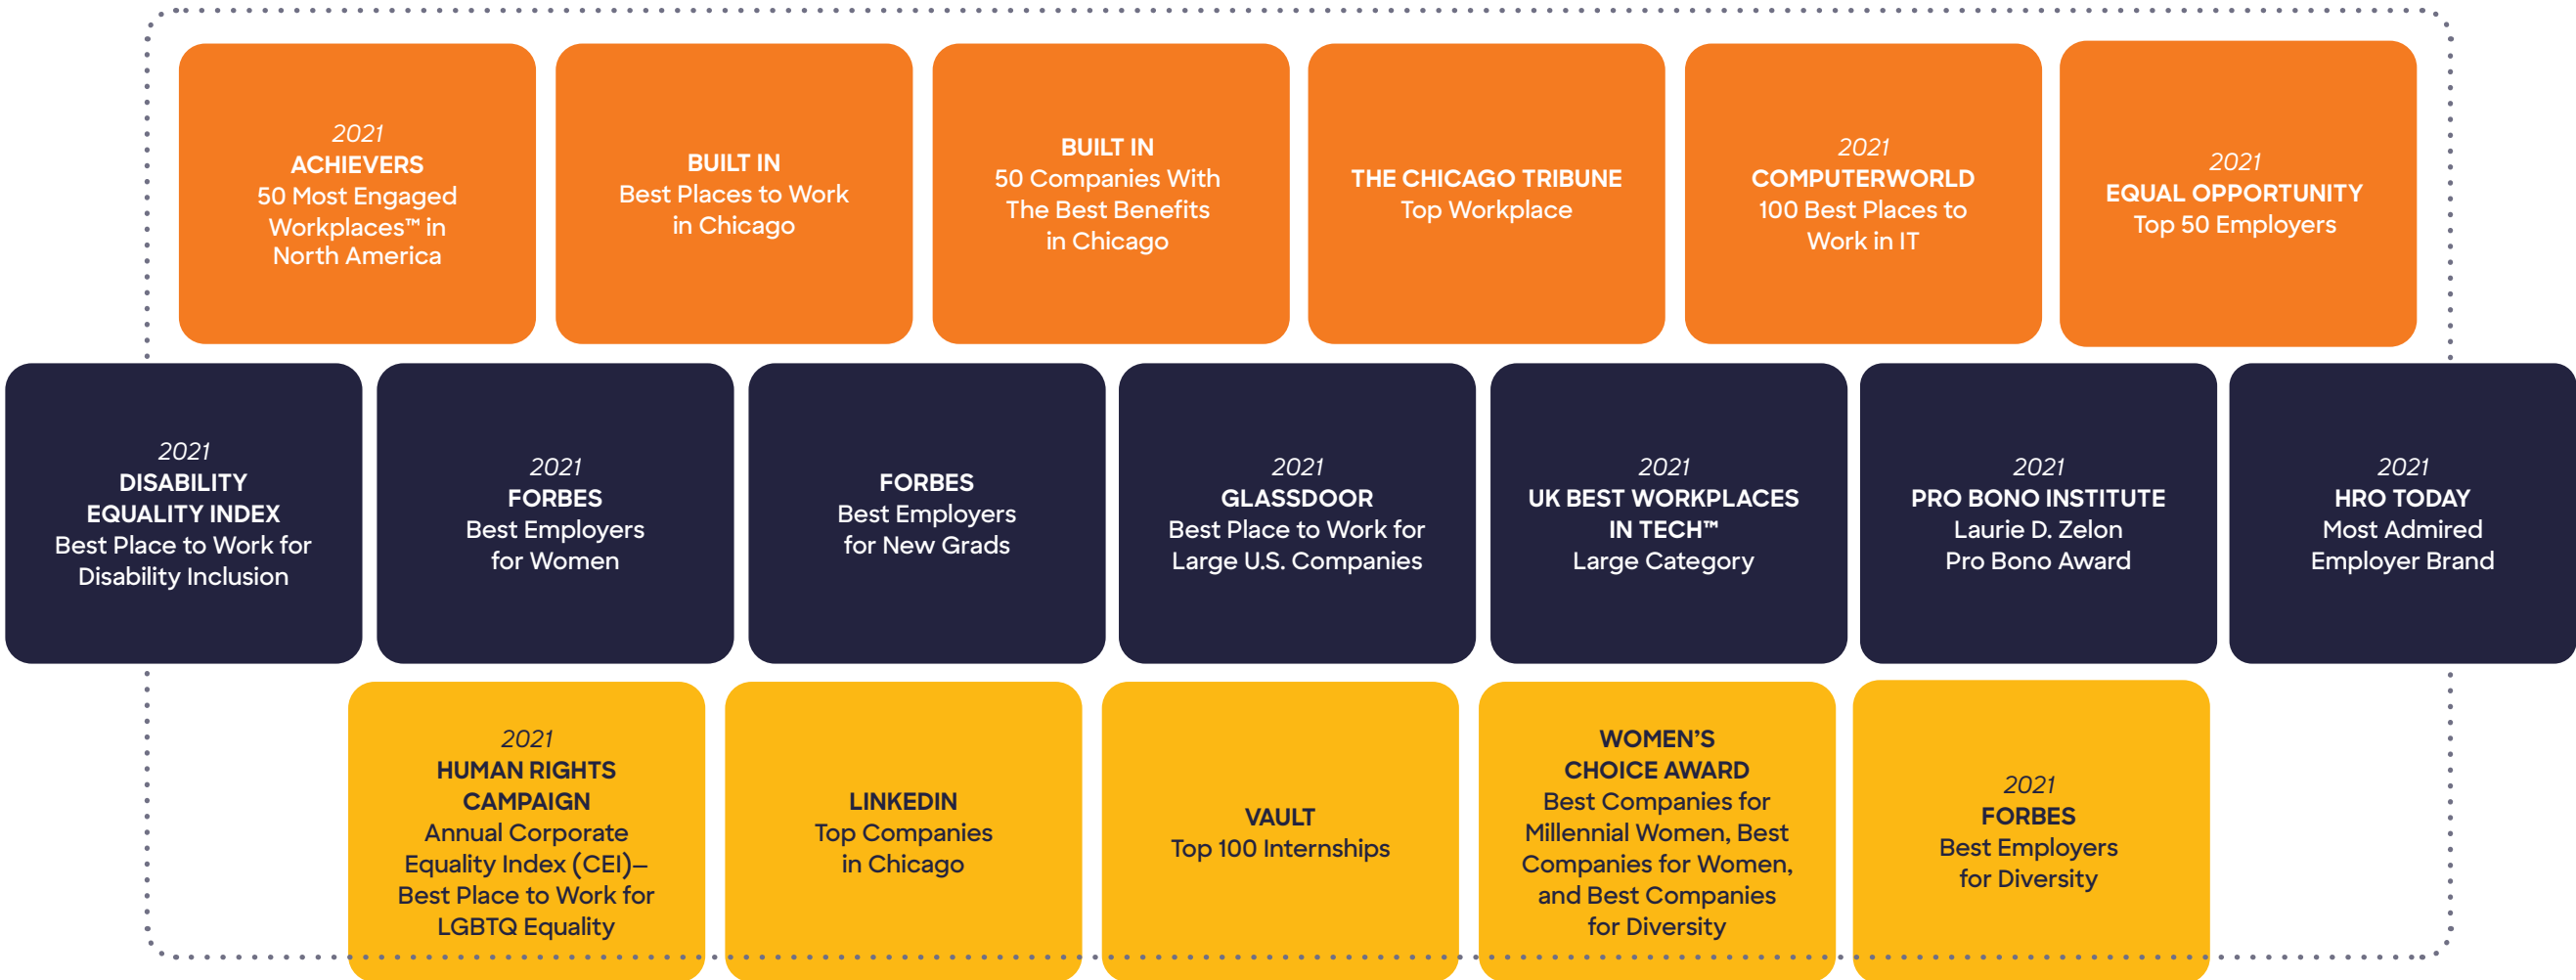 2021
ACHIEVERS
50 Most Engaged
Workplaces™ in
North America
BUILT IN
Best Places to Work
in Chicago
BUILT IN
50 Companies With
The Best Benefits
in Chicago
THE CHICAGO TRIBUNE
Top Workplace
2021
COMPUTERWORLD
100 Best Places to
Work in IT
2021
EQUAL OPPORTUNITY
Top 50 Employers
2021
DISABILITY
EQUALITY INDEX
Best Place to Work for
Disability Inclusion
2021
FORBES
Best Employers
for Women
FORBES
Best Employers
for New Grads
2021
GLASSDOOR
Best Place to Work for
Large U.S. Companies
2021
UK BEST WORKPLACES
IN TECH™
Large Category
2021
PRO BONO INSTITUTE
Laurie D. Zelon
Pro Bono Award
2021
HRO TODAY
Most Admired
Employer Brand
2021
HUMAN RIGHTS
CAMPAIGN
Annual Corporate
Equality Index (CEI)—
Best Place to Work for
LGBTQ Equality
LINKEDIN
Top Companies
in Chicago
VAULT
Top 100 Internships
WOMEN’S
CHOICE AWARD
Best Companies for
Millennial Women, Best
Companies for Women,
and Best Companies
for Diversity
2021
FORBES
Best Employers
for Diversity